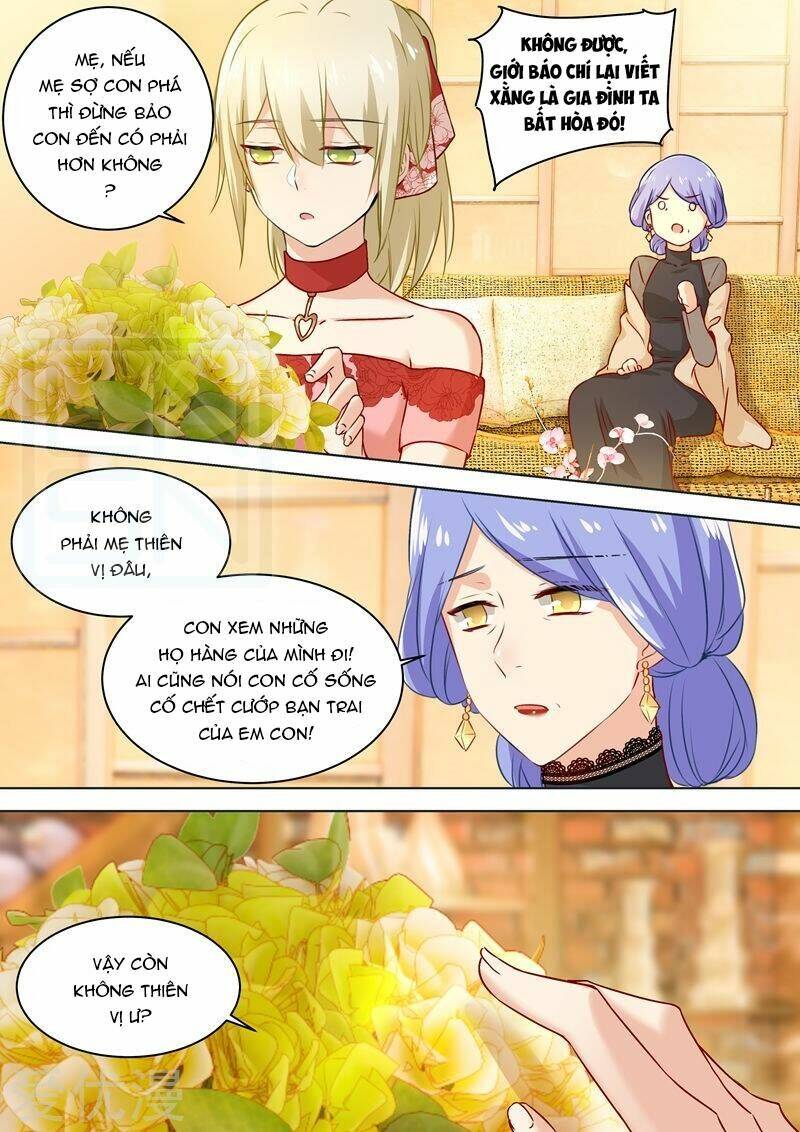 MẸ, NẾU
MẸ SỢ CON PHÁ
THÌ ĐỪNG BẢO
CON ĐẾN CÓ PHẢI
HƠN KHÔNG
?
KHÔNG ĐƯỢC,
GIỚI BÁO CHÍ LẠI VIẾT
XẰNG LÀ GIA ĐÌNH TA
BẤT HÒA ĐÓ!
KHÔNG
PHẢI MẸ THIÊN
VỊ ĐÂU,
CON XEM NHỮNG
HỌ HÀNG CỦA MÌNH ĐI!
AI CŨNG NÓI CON CỐ SỐNG
CỐ CHẾT CƯỚP BẠN TRAI
CỦA EM CON!
VẬY CÒN
KHÔNG THIÊN
VỊ Ư?
爱优漫